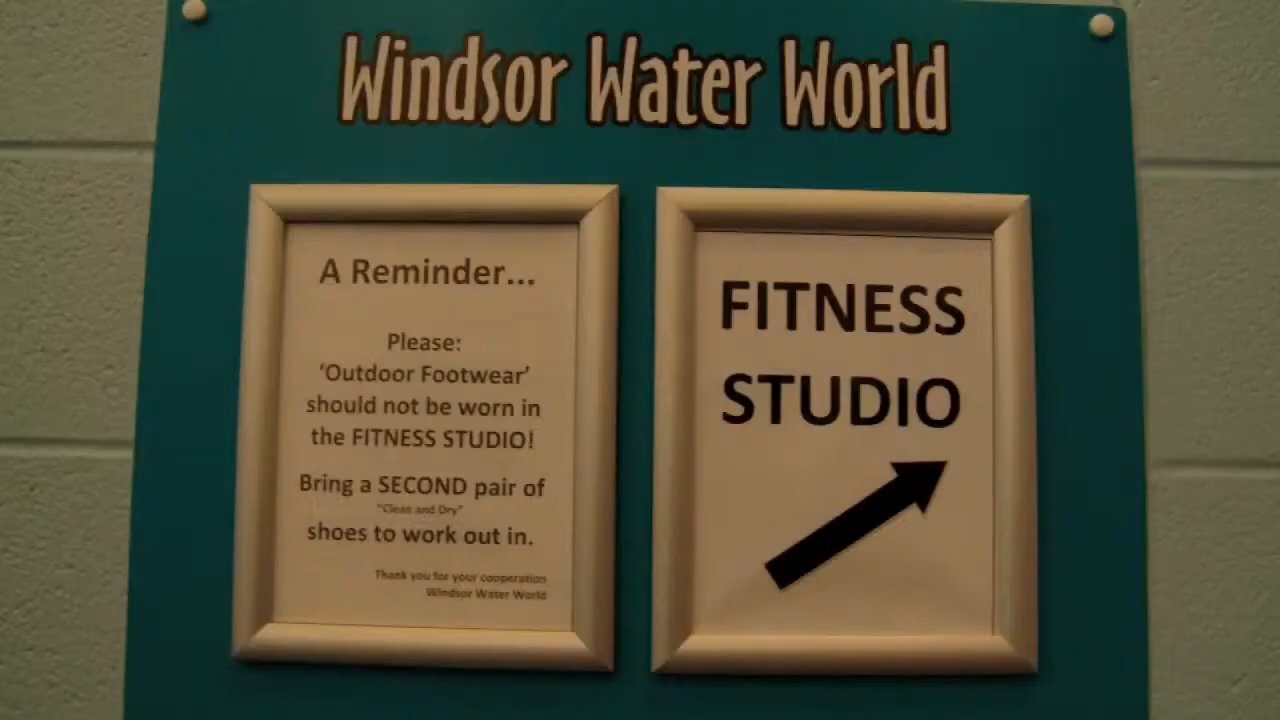 Windsor Water World
A Reminder...
Please:
‘Outdoor Footwear’
should not be worn in
the FITNESS STUDIO!
Bring a SECOND pair of
"Clean and Dry"
shoes to work out in.
Thank you for your cooperation
Windsor Water World
FITNESS
STUDIO